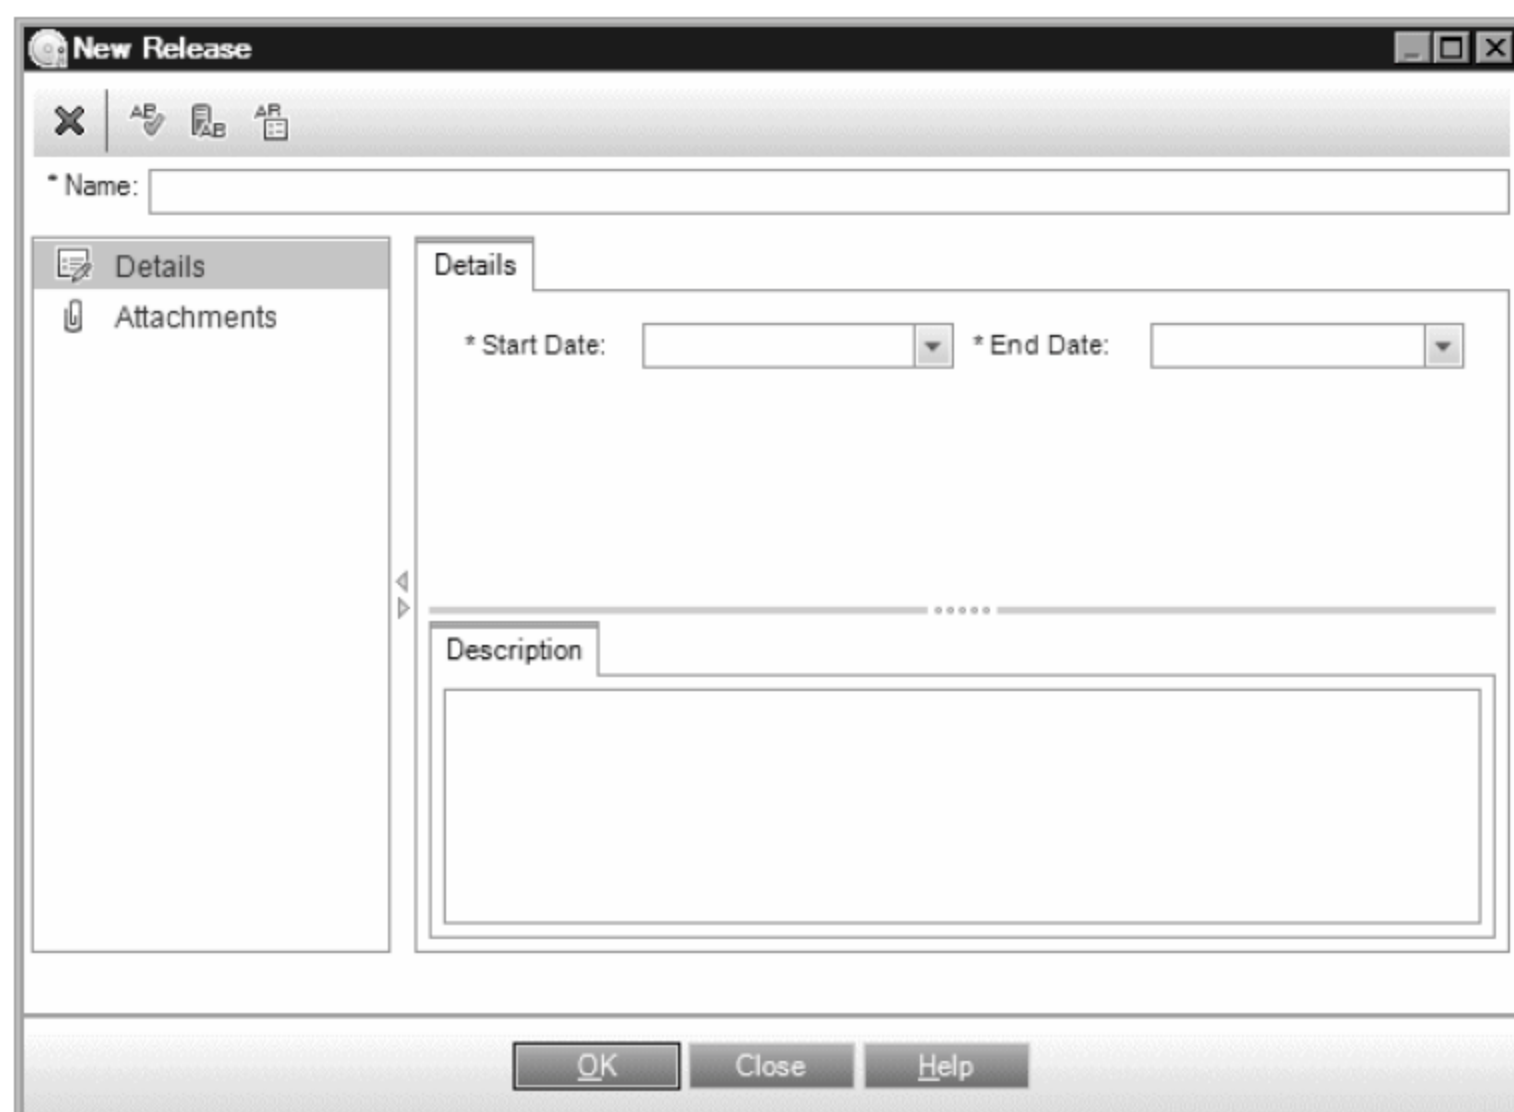 New Release
* Name:
Details
Attachments
Details
* Start Date:
* End Date:
Description
OK
Close
Help